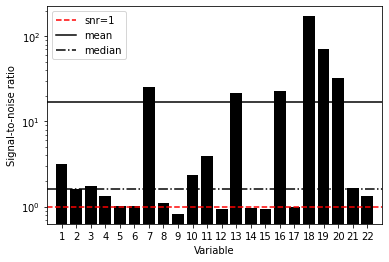 snr=1
mean
median
10²
10¹
10⁰
Signal-to-noise ratio
1 2 3 4 5 6 7 8 9 10 11 12 13 14 15 16 17 18 19 20 21 22
Variable